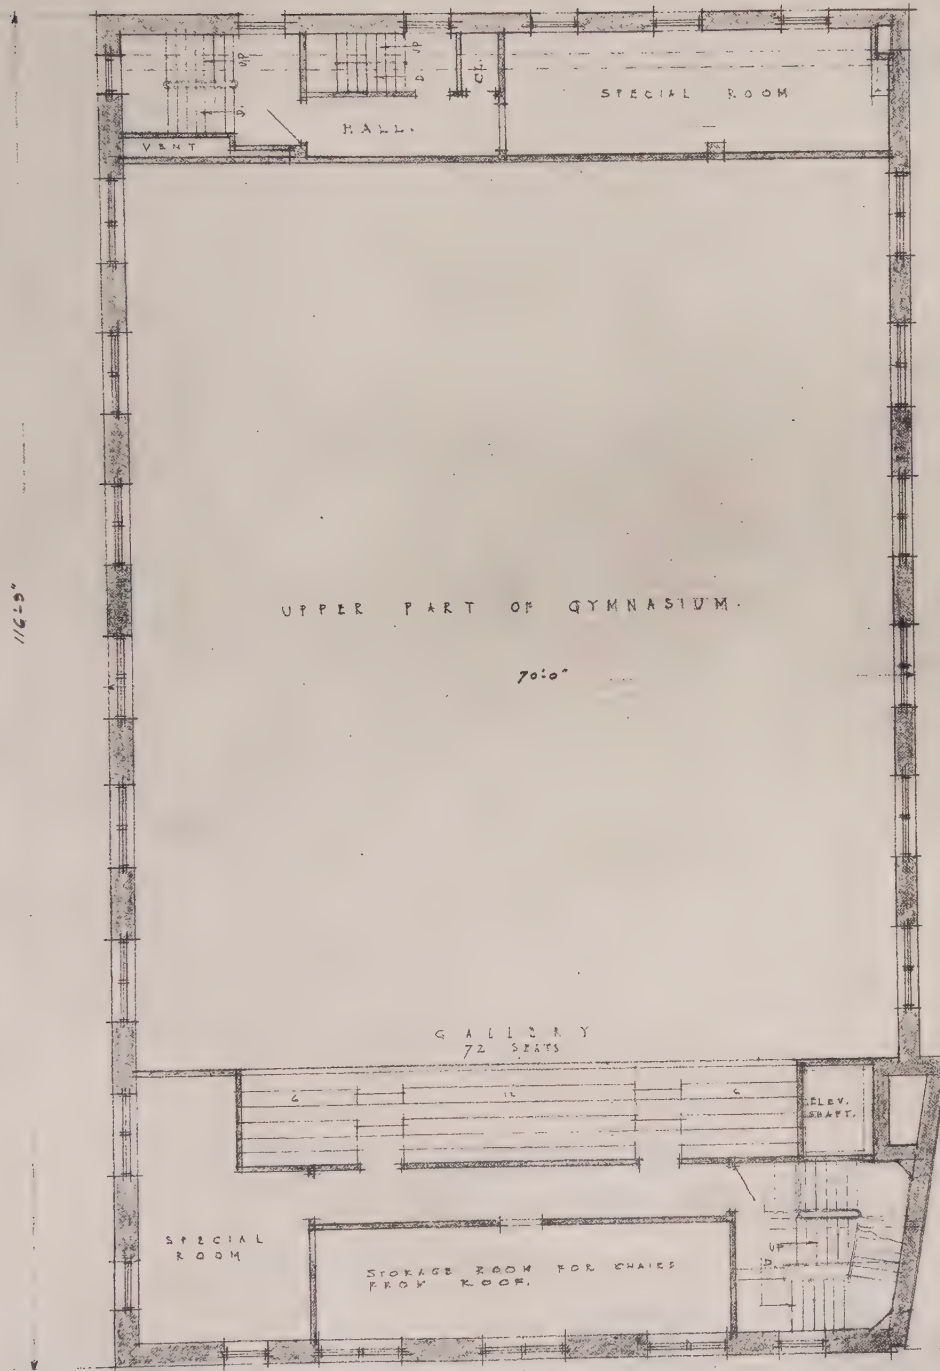 UP
UP
D.
D.
CL.
SPECIAL ROOM
HALL.
VENT
116'-9"
UPPER PART OF GYMNASIUM.
70'-0"
GALLERY
72 SEATS
6
12
6
ELEV.
SHAFT.
SPECIAL
ROOM
UP
D.
STORAGE ROOM FOR CHAIRS
FROM ROOF.